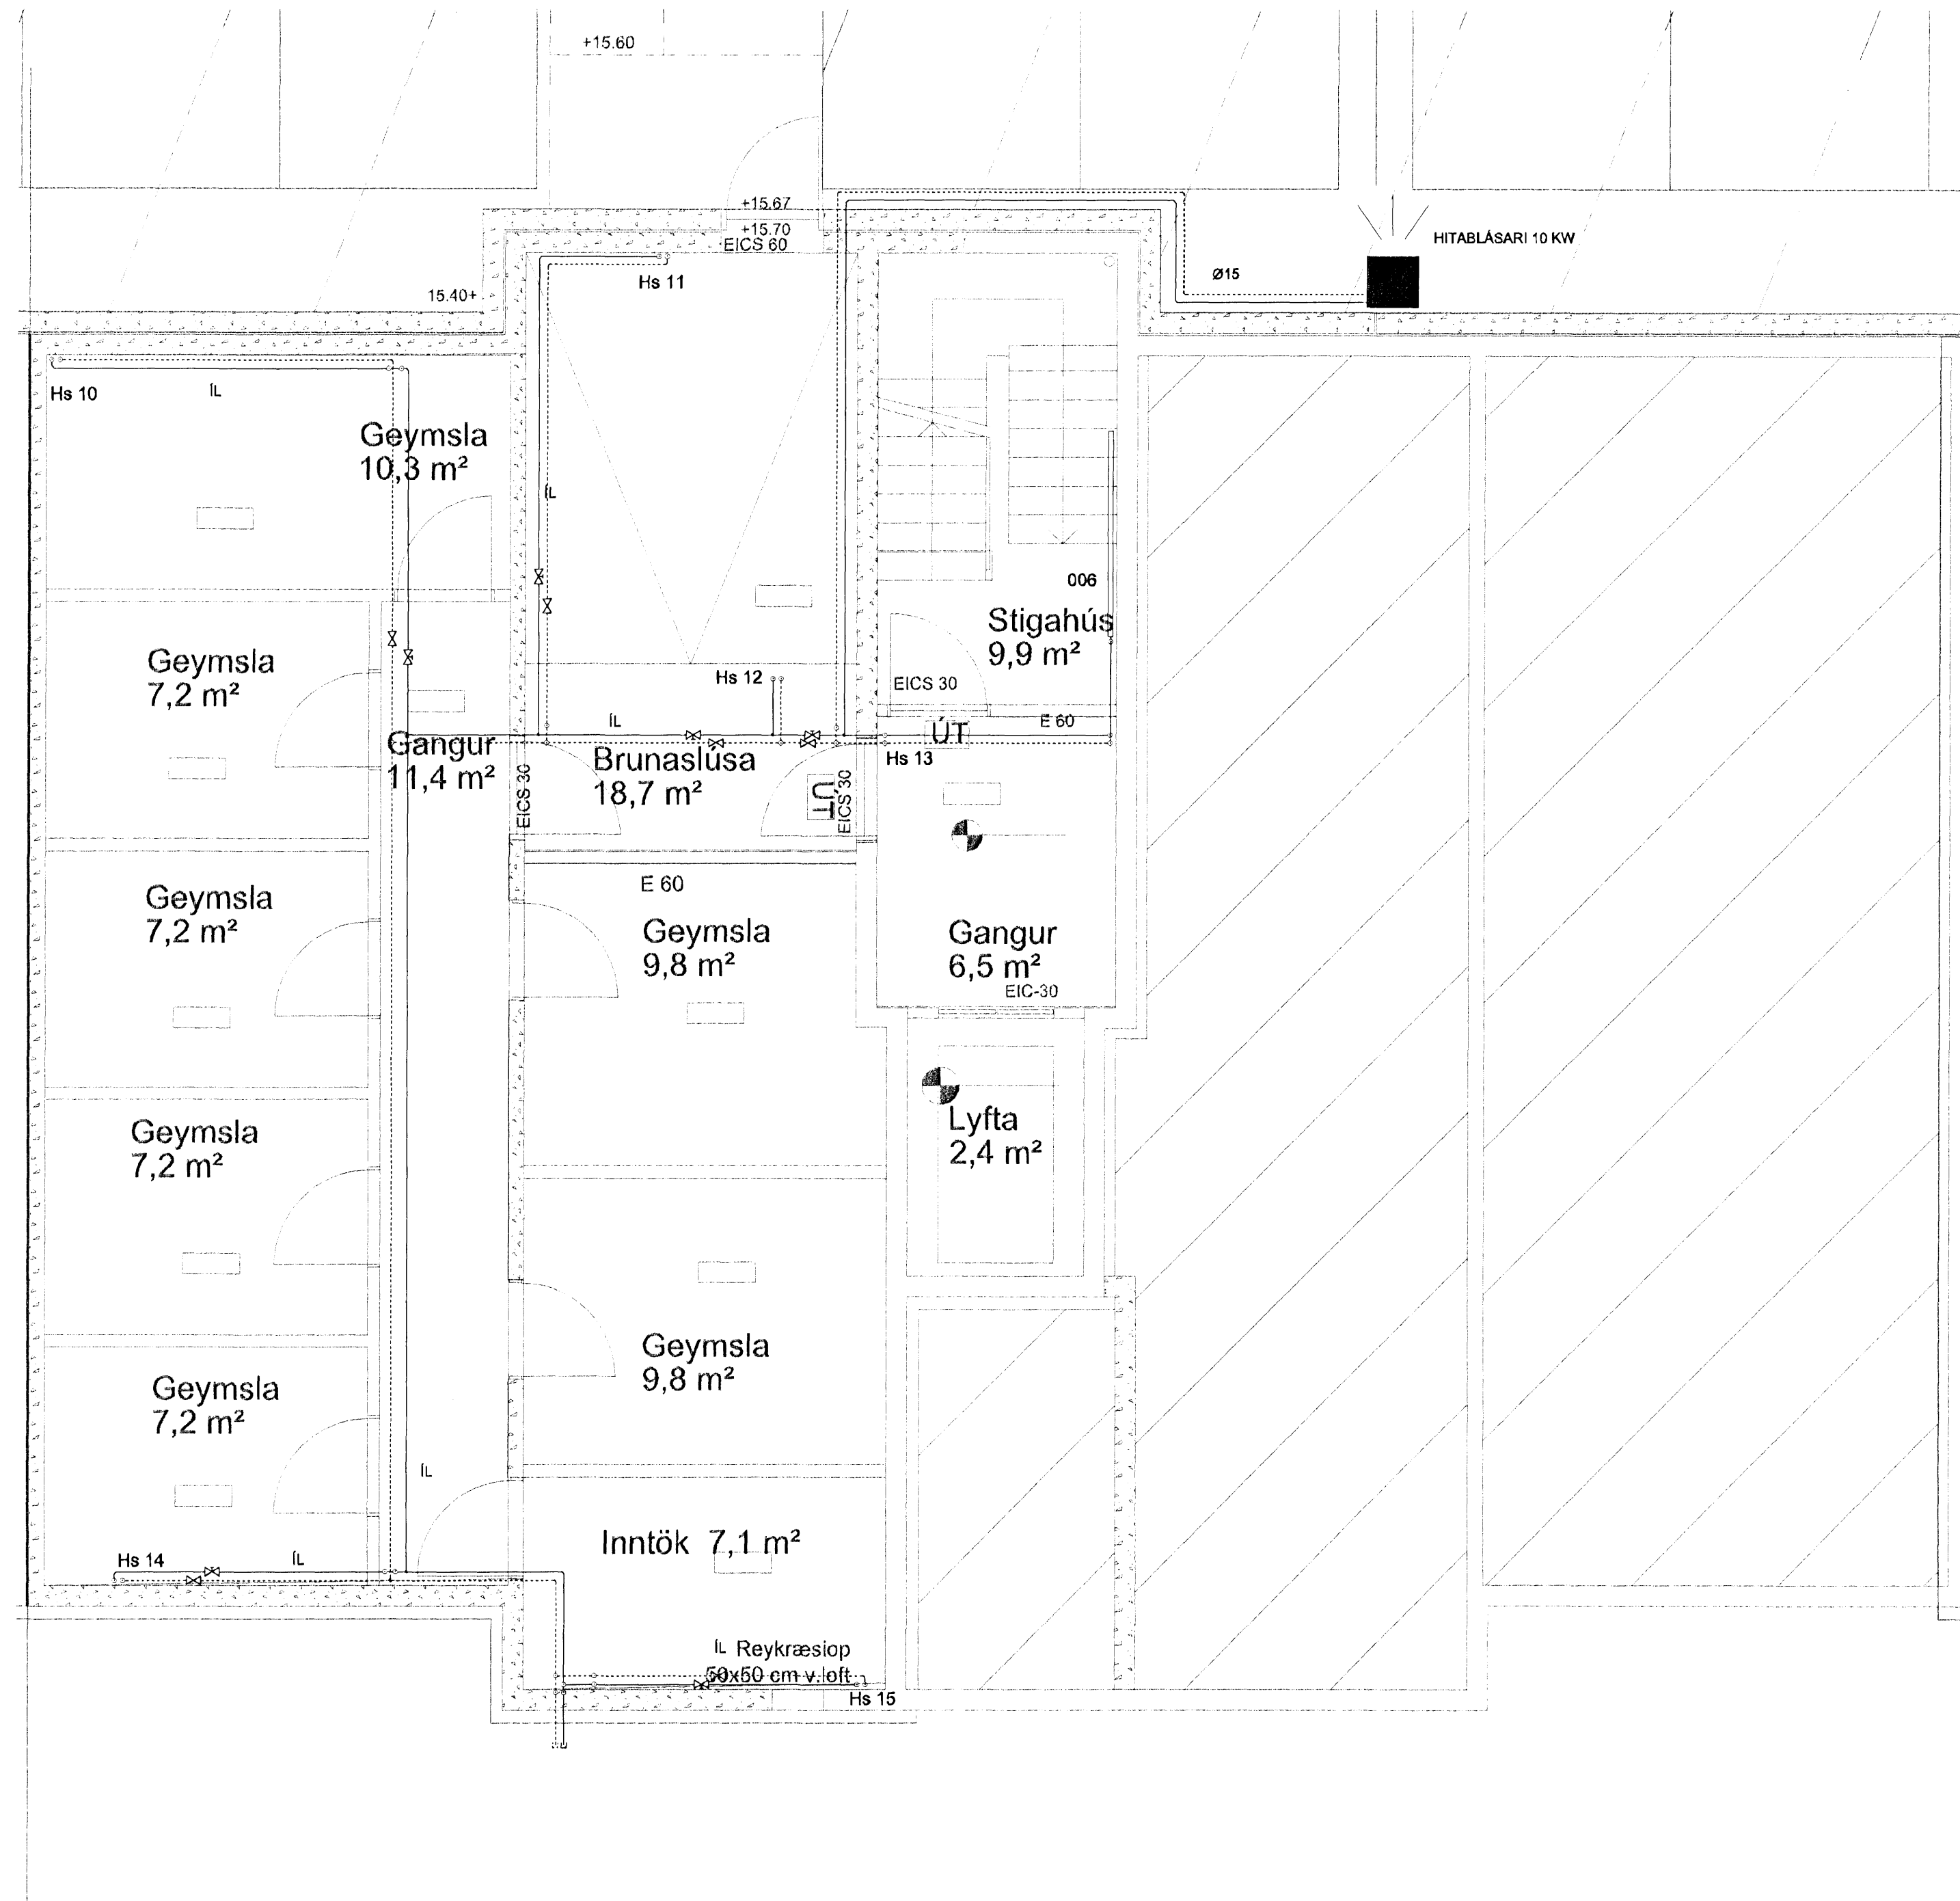 +15.60
+15.67
+15.70
EICS 60
HITABLÁSARI 10 KW
Ø15
15.40+
Hs 11
Hs 10
ÍL
Geymsla
10,3 m²
ÍL
006
Stigahús
9,9 m²
Geymsla
7,2 m²
Hs 12
EICS 30
ÍL
ÚT
E 60
Gangur
11,4 m²
EICS 30
Brunaslúsa
18,7 m²
ÚT
EICS 30
Hs 13
E 60
Geymsla
7,2 m²
Geymsla
9,8 m²
Gangur
6,5 m²
EIC-30
Geymsla
7,2 m²
Lyfta
2,4 m²
Geymsla
9,8 m²
Geymsla
7,2 m²
ÍL
Inntök 7,1 m²
Hs 14
ÍL
ÍL Reykræsiop
50x50 cm v.loft
Hs 15